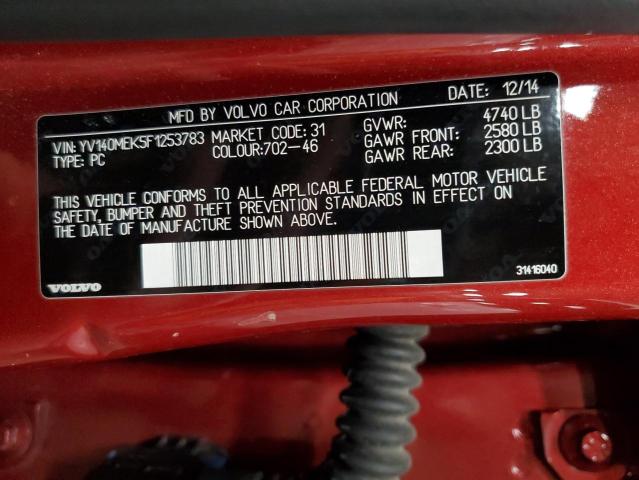 MFD BY VOLVO CAR CORPORATION DATE: 12/14
VIN: YV140MEK5F1253783 MARKET CODE: 31 GVWR: 4740 LB
TYPE: PC COLOUR:702-46 GAWR FRONT: 2580 LB
GAWR REAR: 2300 LB
THIS VEHICLE CONFORMS TO ALL APPLICABLE FEDERAL MOTOR VEHICLE
SAFETY, BUMPER AND THEFT PREVENTION STANDARDS IN EFFECT ON
THE DATE OF MANUFACTURE SHOWN ABOVE.
VOLVO 31416040